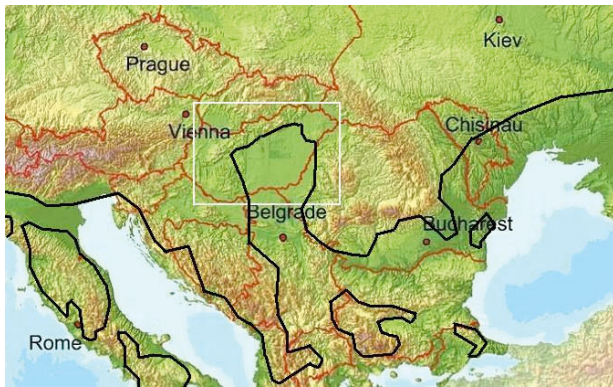 Kiev
Prague
Vienna
Chisinau
Belgrade
Bucharest
Rome